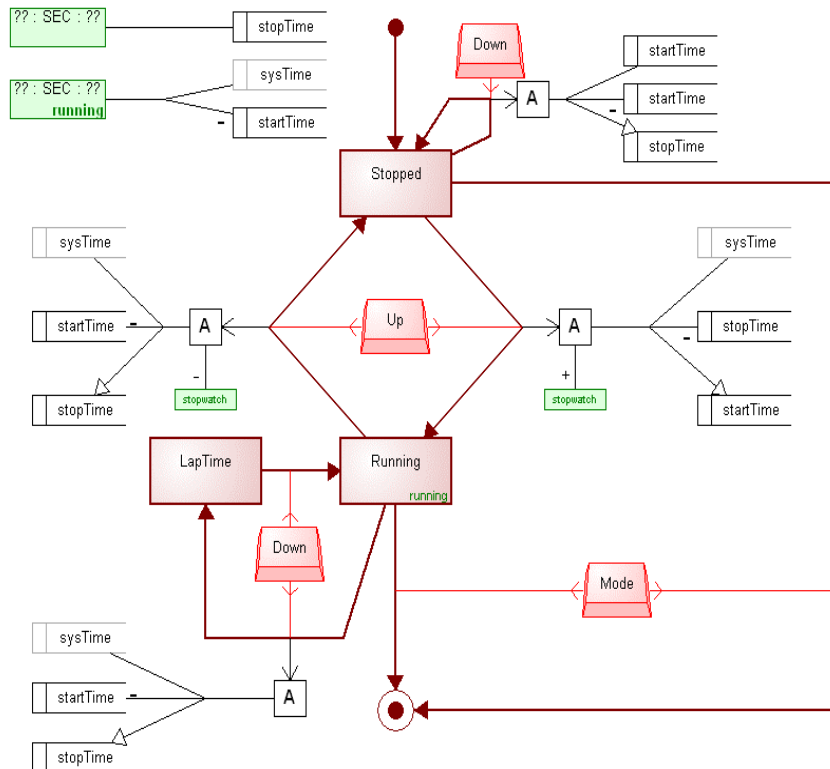 ?? : SEC : ??
stopTime
?? : SEC : ??
running
sysTime
-
startTime
Down
A
startTime
startTime
-
stopTime
Stopped
sysTime
startTime
-
stopTime
A
-
stopwatch
Up
A
+
stopwatch
sysTime
-
stopTime
startTime
LapTime
Running
running
Down
Mode
sysTime
startTime
-
stopTime
A